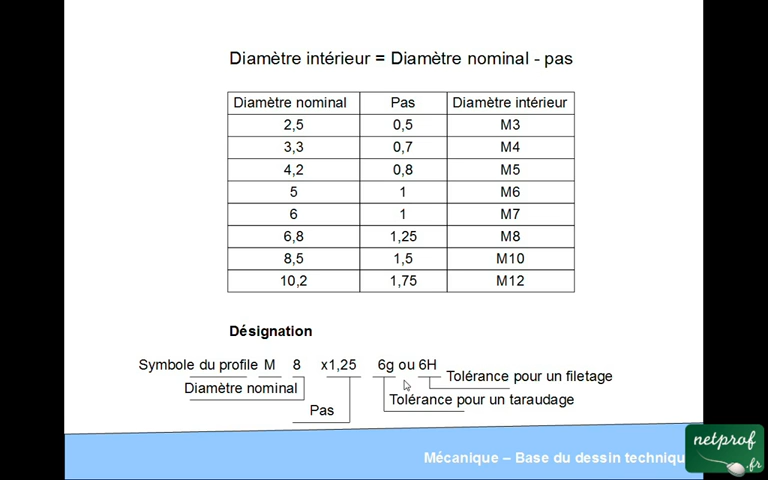 Diamètre intérieur = Diamètre nominal - pas
Diamètre nominal Pas Diamètre intérieur
2,5 0,5 M3
3,3 0,7 M4
4,2 0,8 M5
5 1 M6
6 1 M7
6,8 1,25 M8
8,5 1,5 M10
10,2 1,75 M12
Désignation
Symbole du profile M 8 x1,25 6g ou 6H
Tolérance pour un filetage
Diamètre nominal
Tolérance pour un taraudage
Pas
Mécanique – Base du dessin techniqu
netprof
.fr